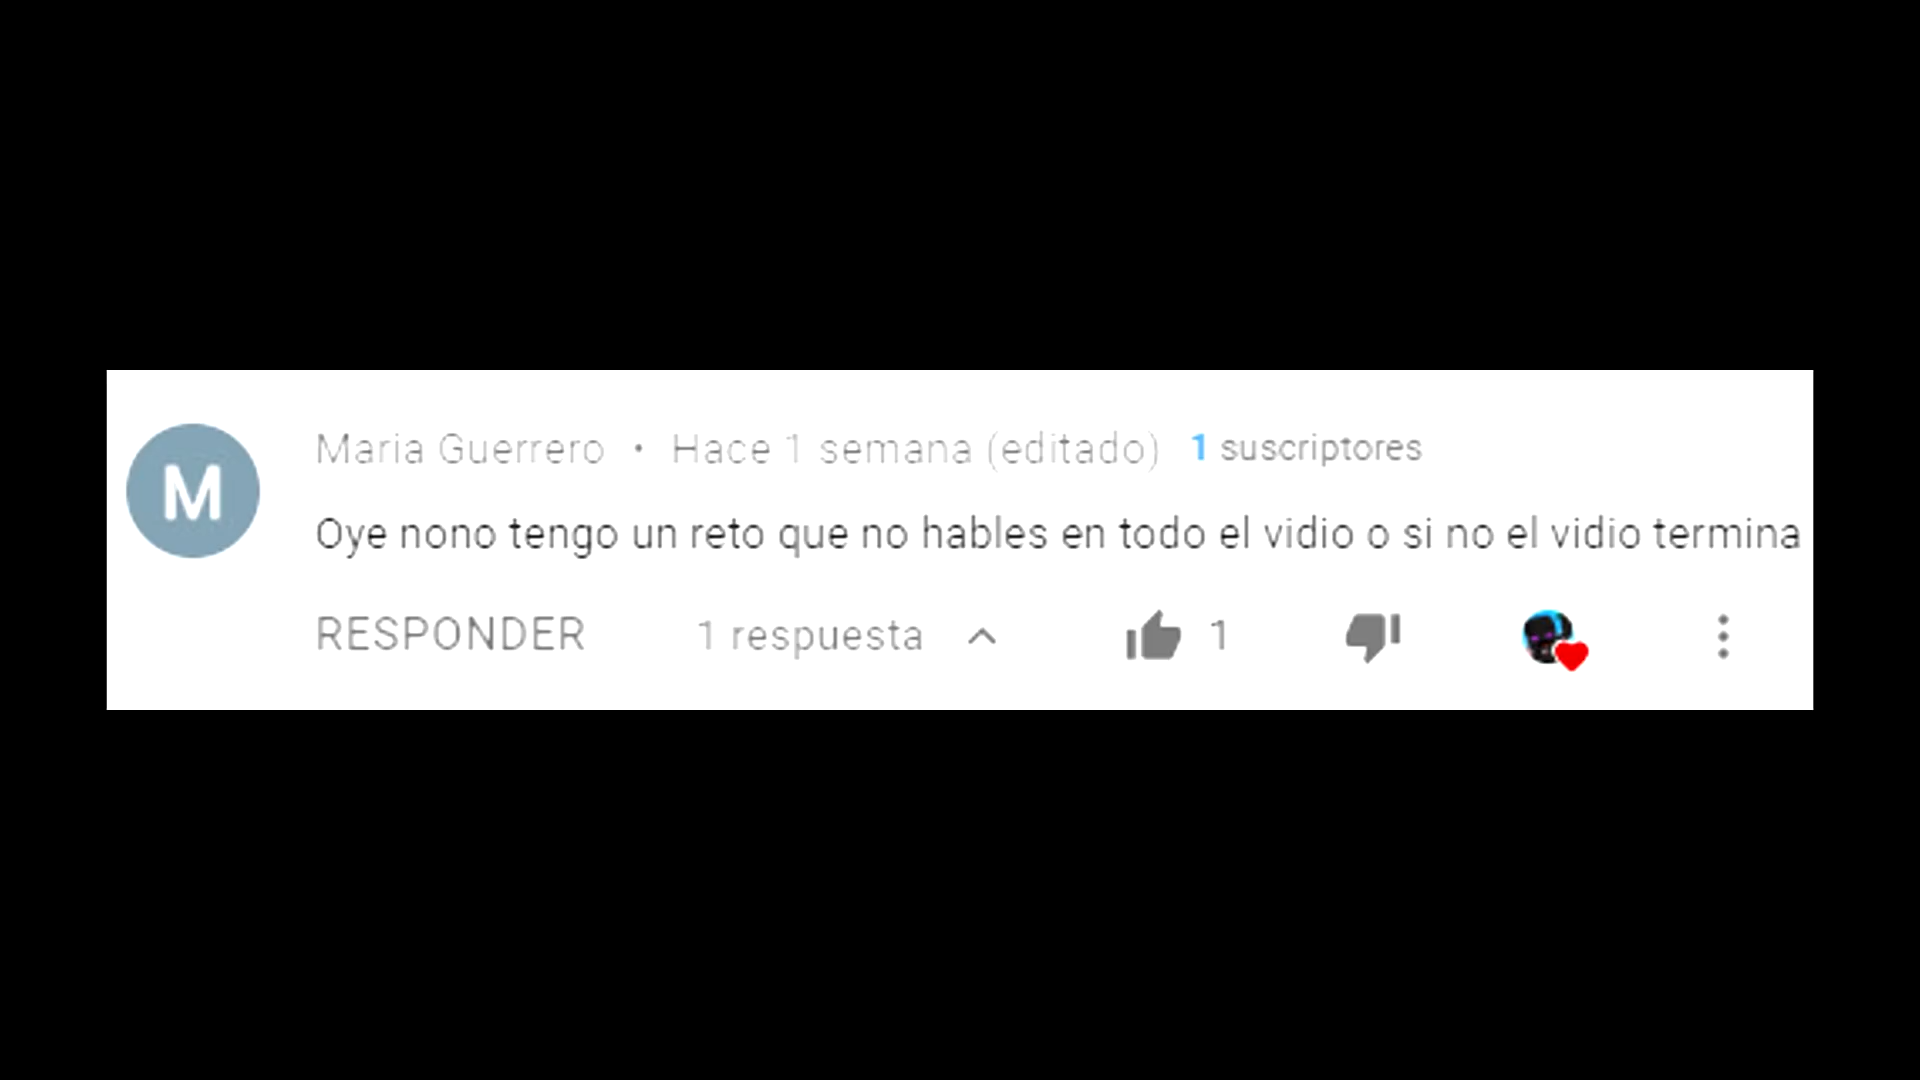 M
Maria Guerrero • Hace 1 semana (editado) 1 suscriptores
Oye nono tengo un reto que no hables en todo el vidio o si no el vidio termina
RESPONDER 1 respuesta 1